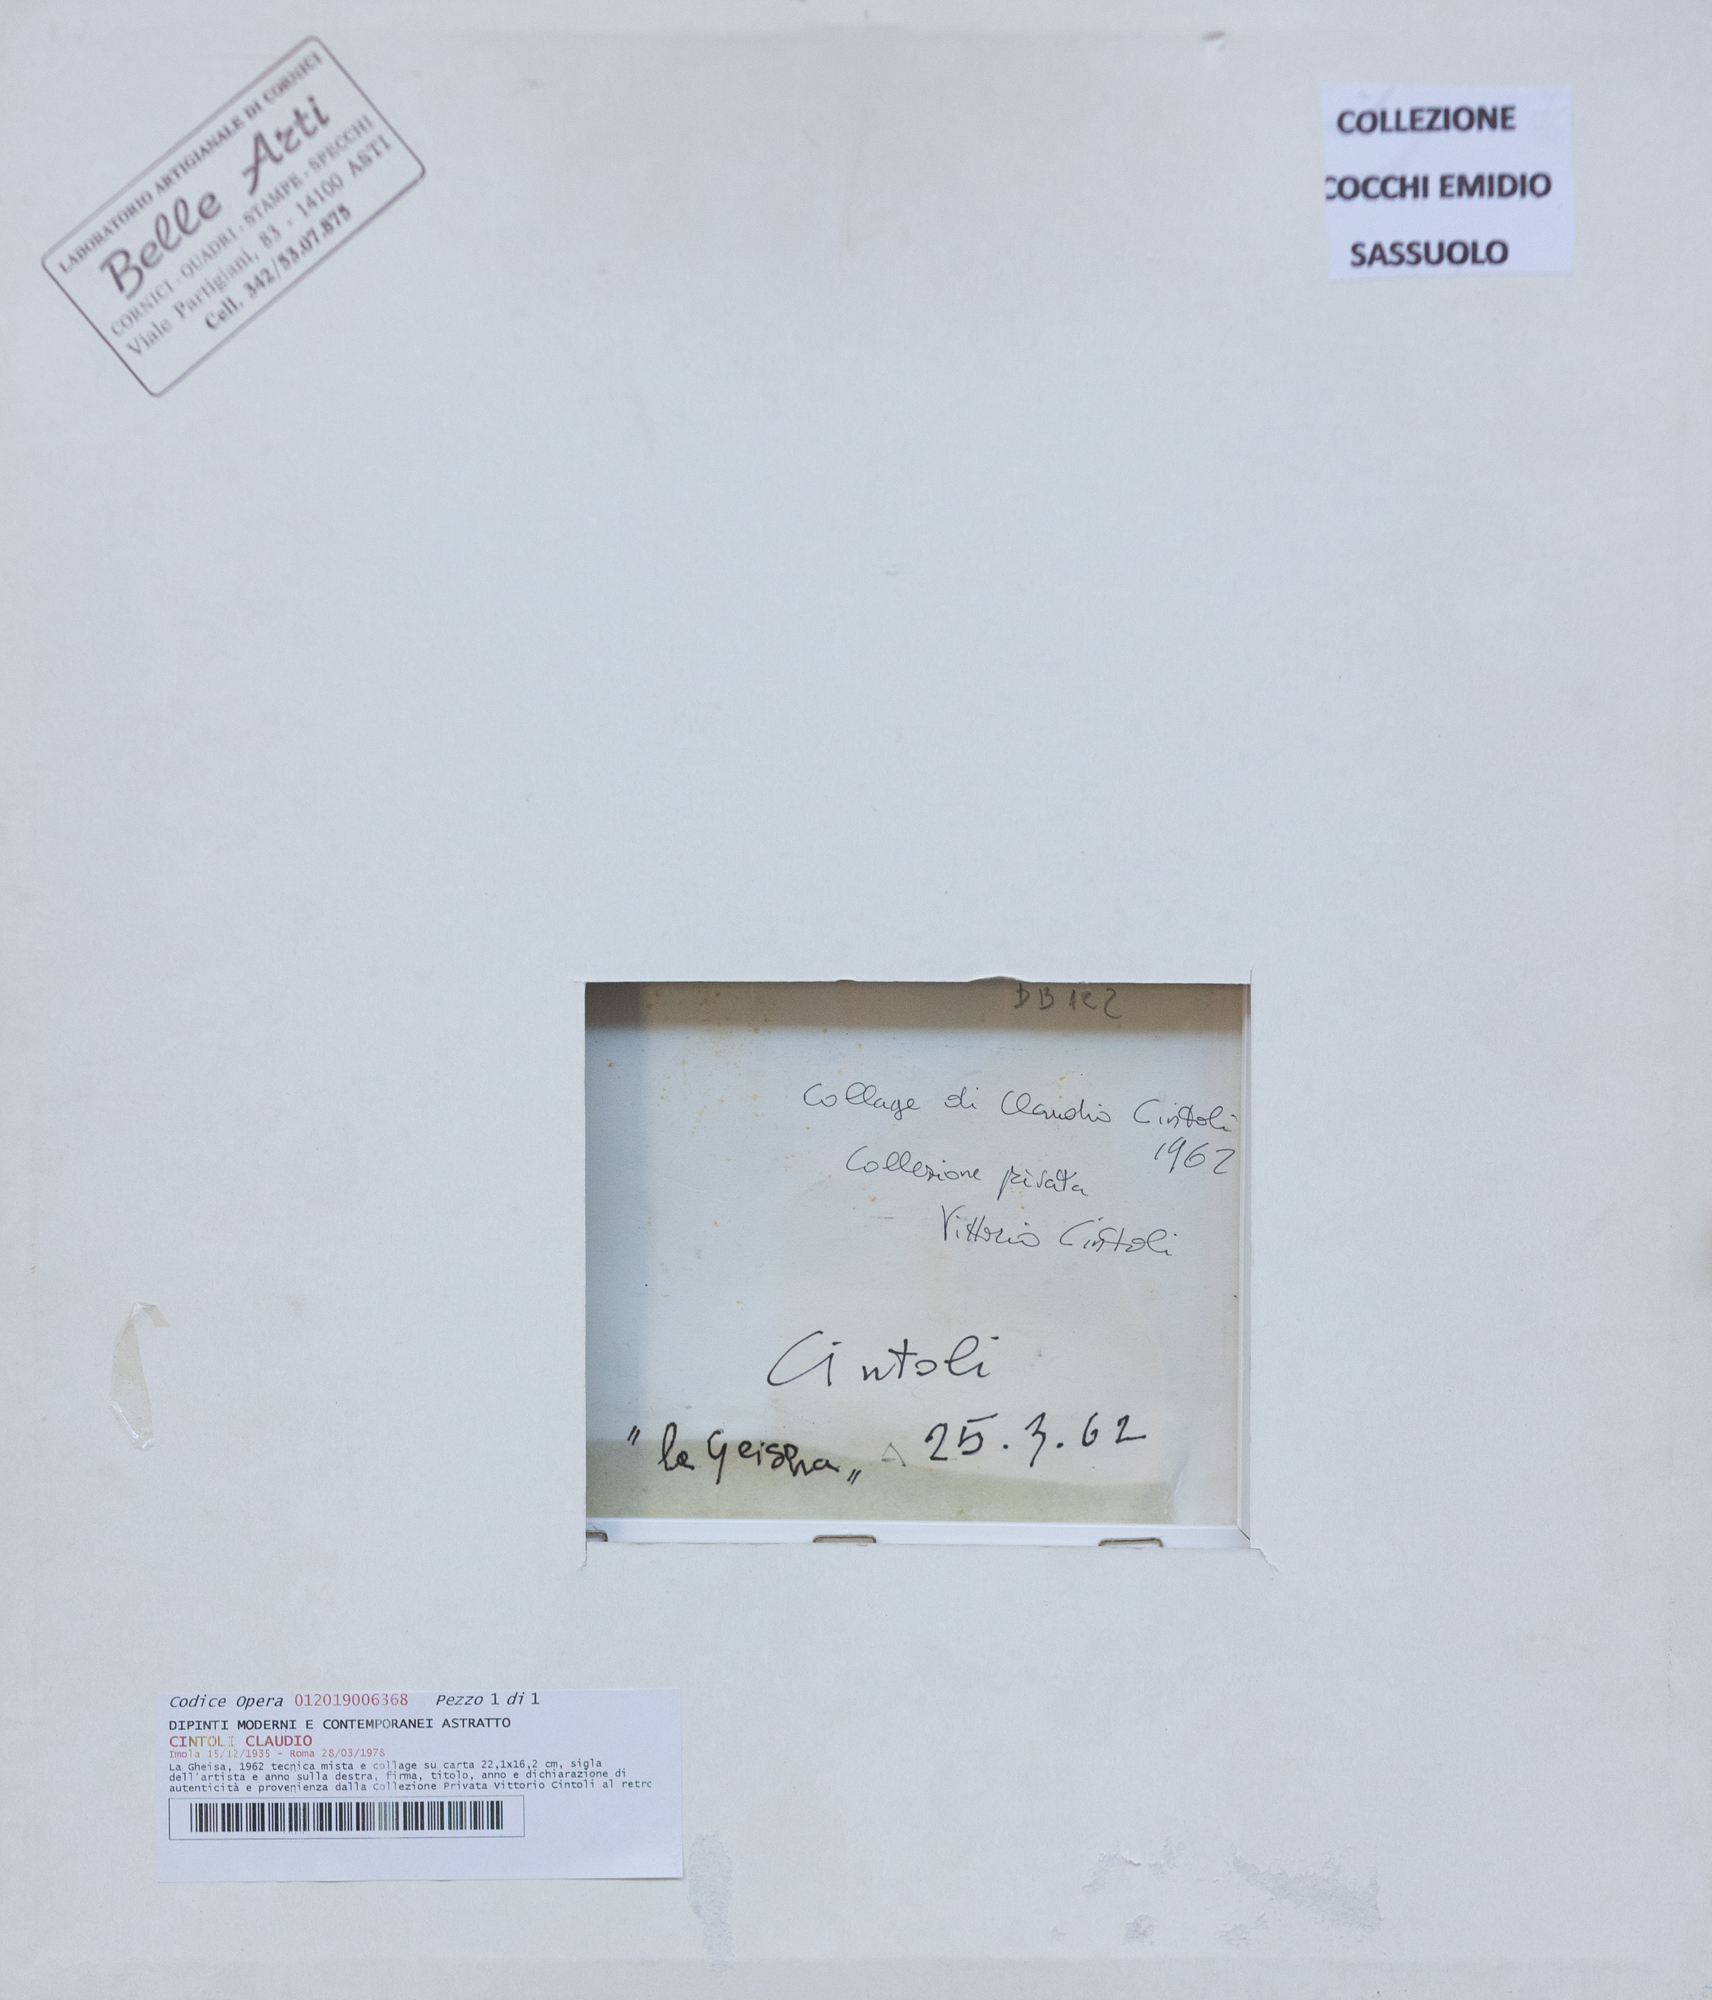 LABORATORIO ARTIGIANALE DI CORNICI
Belle Arti
CORNICI - QUADRI - STAMPE - SPECCHI
Viale Partigiani, 83 - 14100 ASTI
Cell. 342/53.07.875
COLLEZIONE
COCCHI EMIDIO
SASSUOLO
Collage di Claudio Cintoli
1962
Collezione privata
Vittorio Cintoli
Cintoli
"la Geisha" 25.3.62
Codice Opera 012019006368 Pezzo 1 di 1
DIPINTI MODERNI E CONTEMPORANEI ASTRATTO
CINTOLI CLAUDIO
Imola 15/12/1935 - Roma 28/03/1978
La Gheisa, 1962 tecnica mista e collage su carta 22,1x16,2 cm, sigla
dell'artista e anno sulla destra, firma, titolo, anno e dichiarazione di
autenticità e provenienza dalla Collezione Privata Vittorio Cintoli al retro